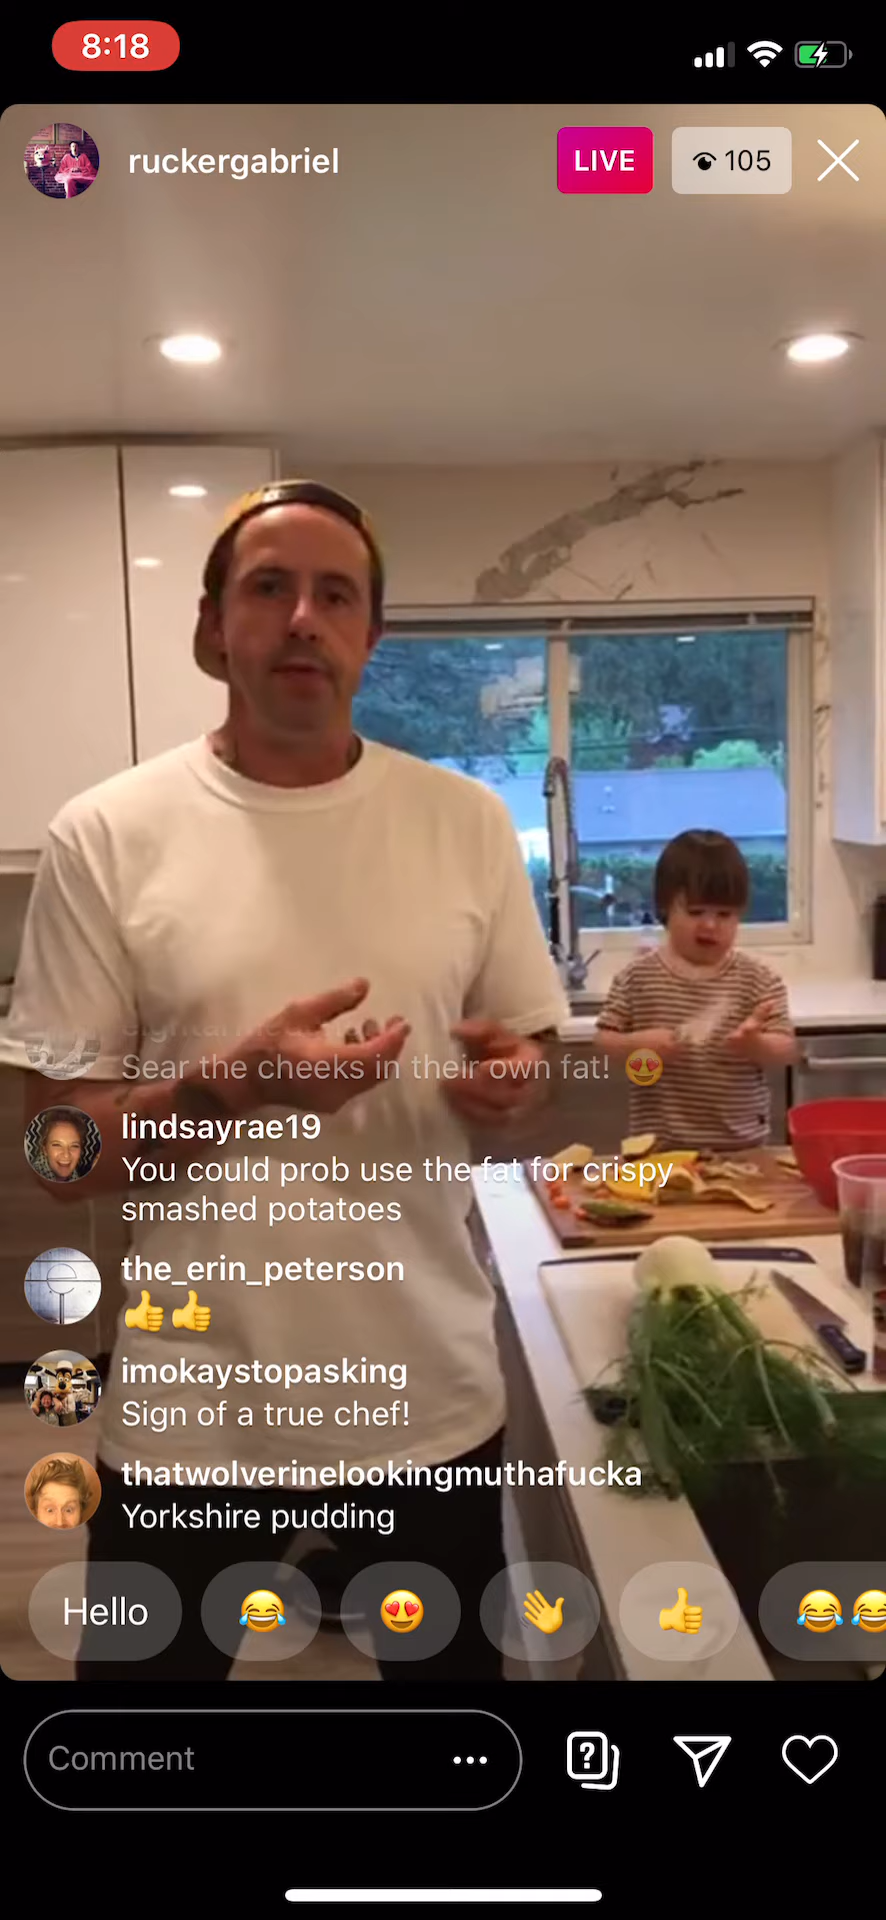 8:18
ruckergabriel
LIVE
105
Sear the cheeks in their own fat! 😍
lindsayrae19
You could prob use the fat for crispy
smashed potatoes
the_erin_peterson
👍👍
imokaystopasking
Sign of a true chef!
thatwolverinelookingmuthafucka
Yorkshire pudding
Hello 😂 😍 👋 👍 😂😂
Comment